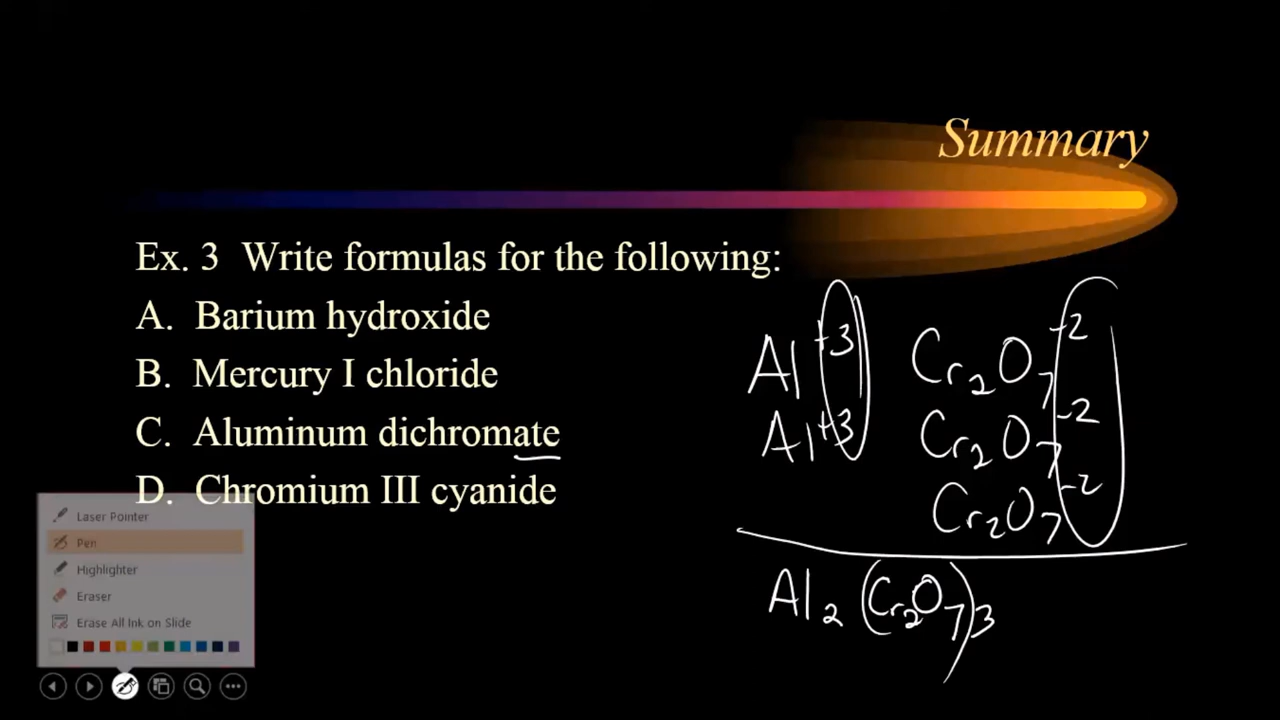 Summary
Ex. 3 Write formulas for the following:
A. Barium hydroxide
B. Mercury I chloride
C. Aluminum dichromate
D. Chromium III cyanide
Al+3 Cr2O7-2
Al+3 Cr2O7-2
Cr2O7-2
Al2(Cr2O7)3
Laser Pointer
Pen
Highlighter
Eraser
Erase All Ink on Slide